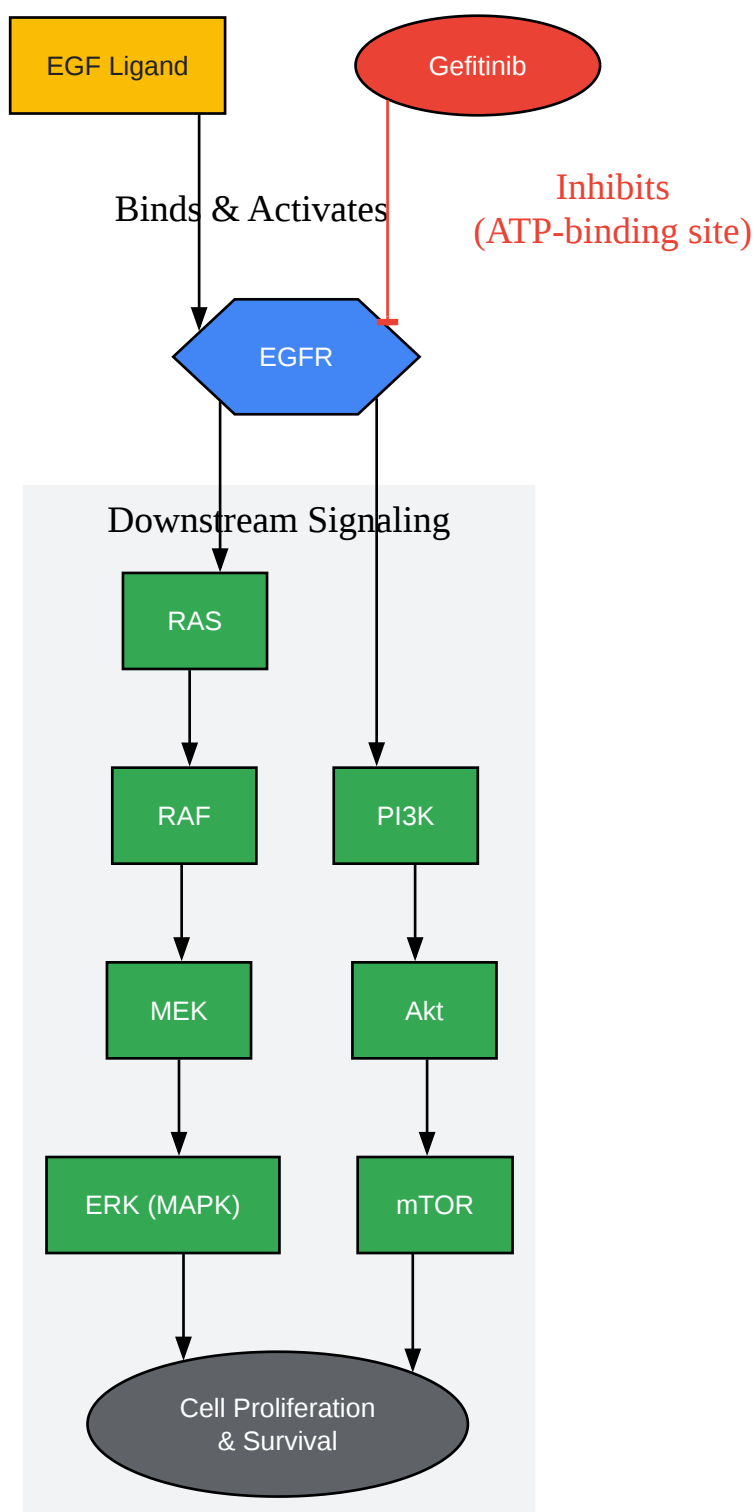 EGF Ligand
Gefitinib
Binds & Activates
Inhibits
(ATP-binding site)
EGFR
Downstream Signaling
RAS
RAF
PI3K
MEK
Akt
ERK (MAPK)
mTOR
Cell Proliferation
& Survival